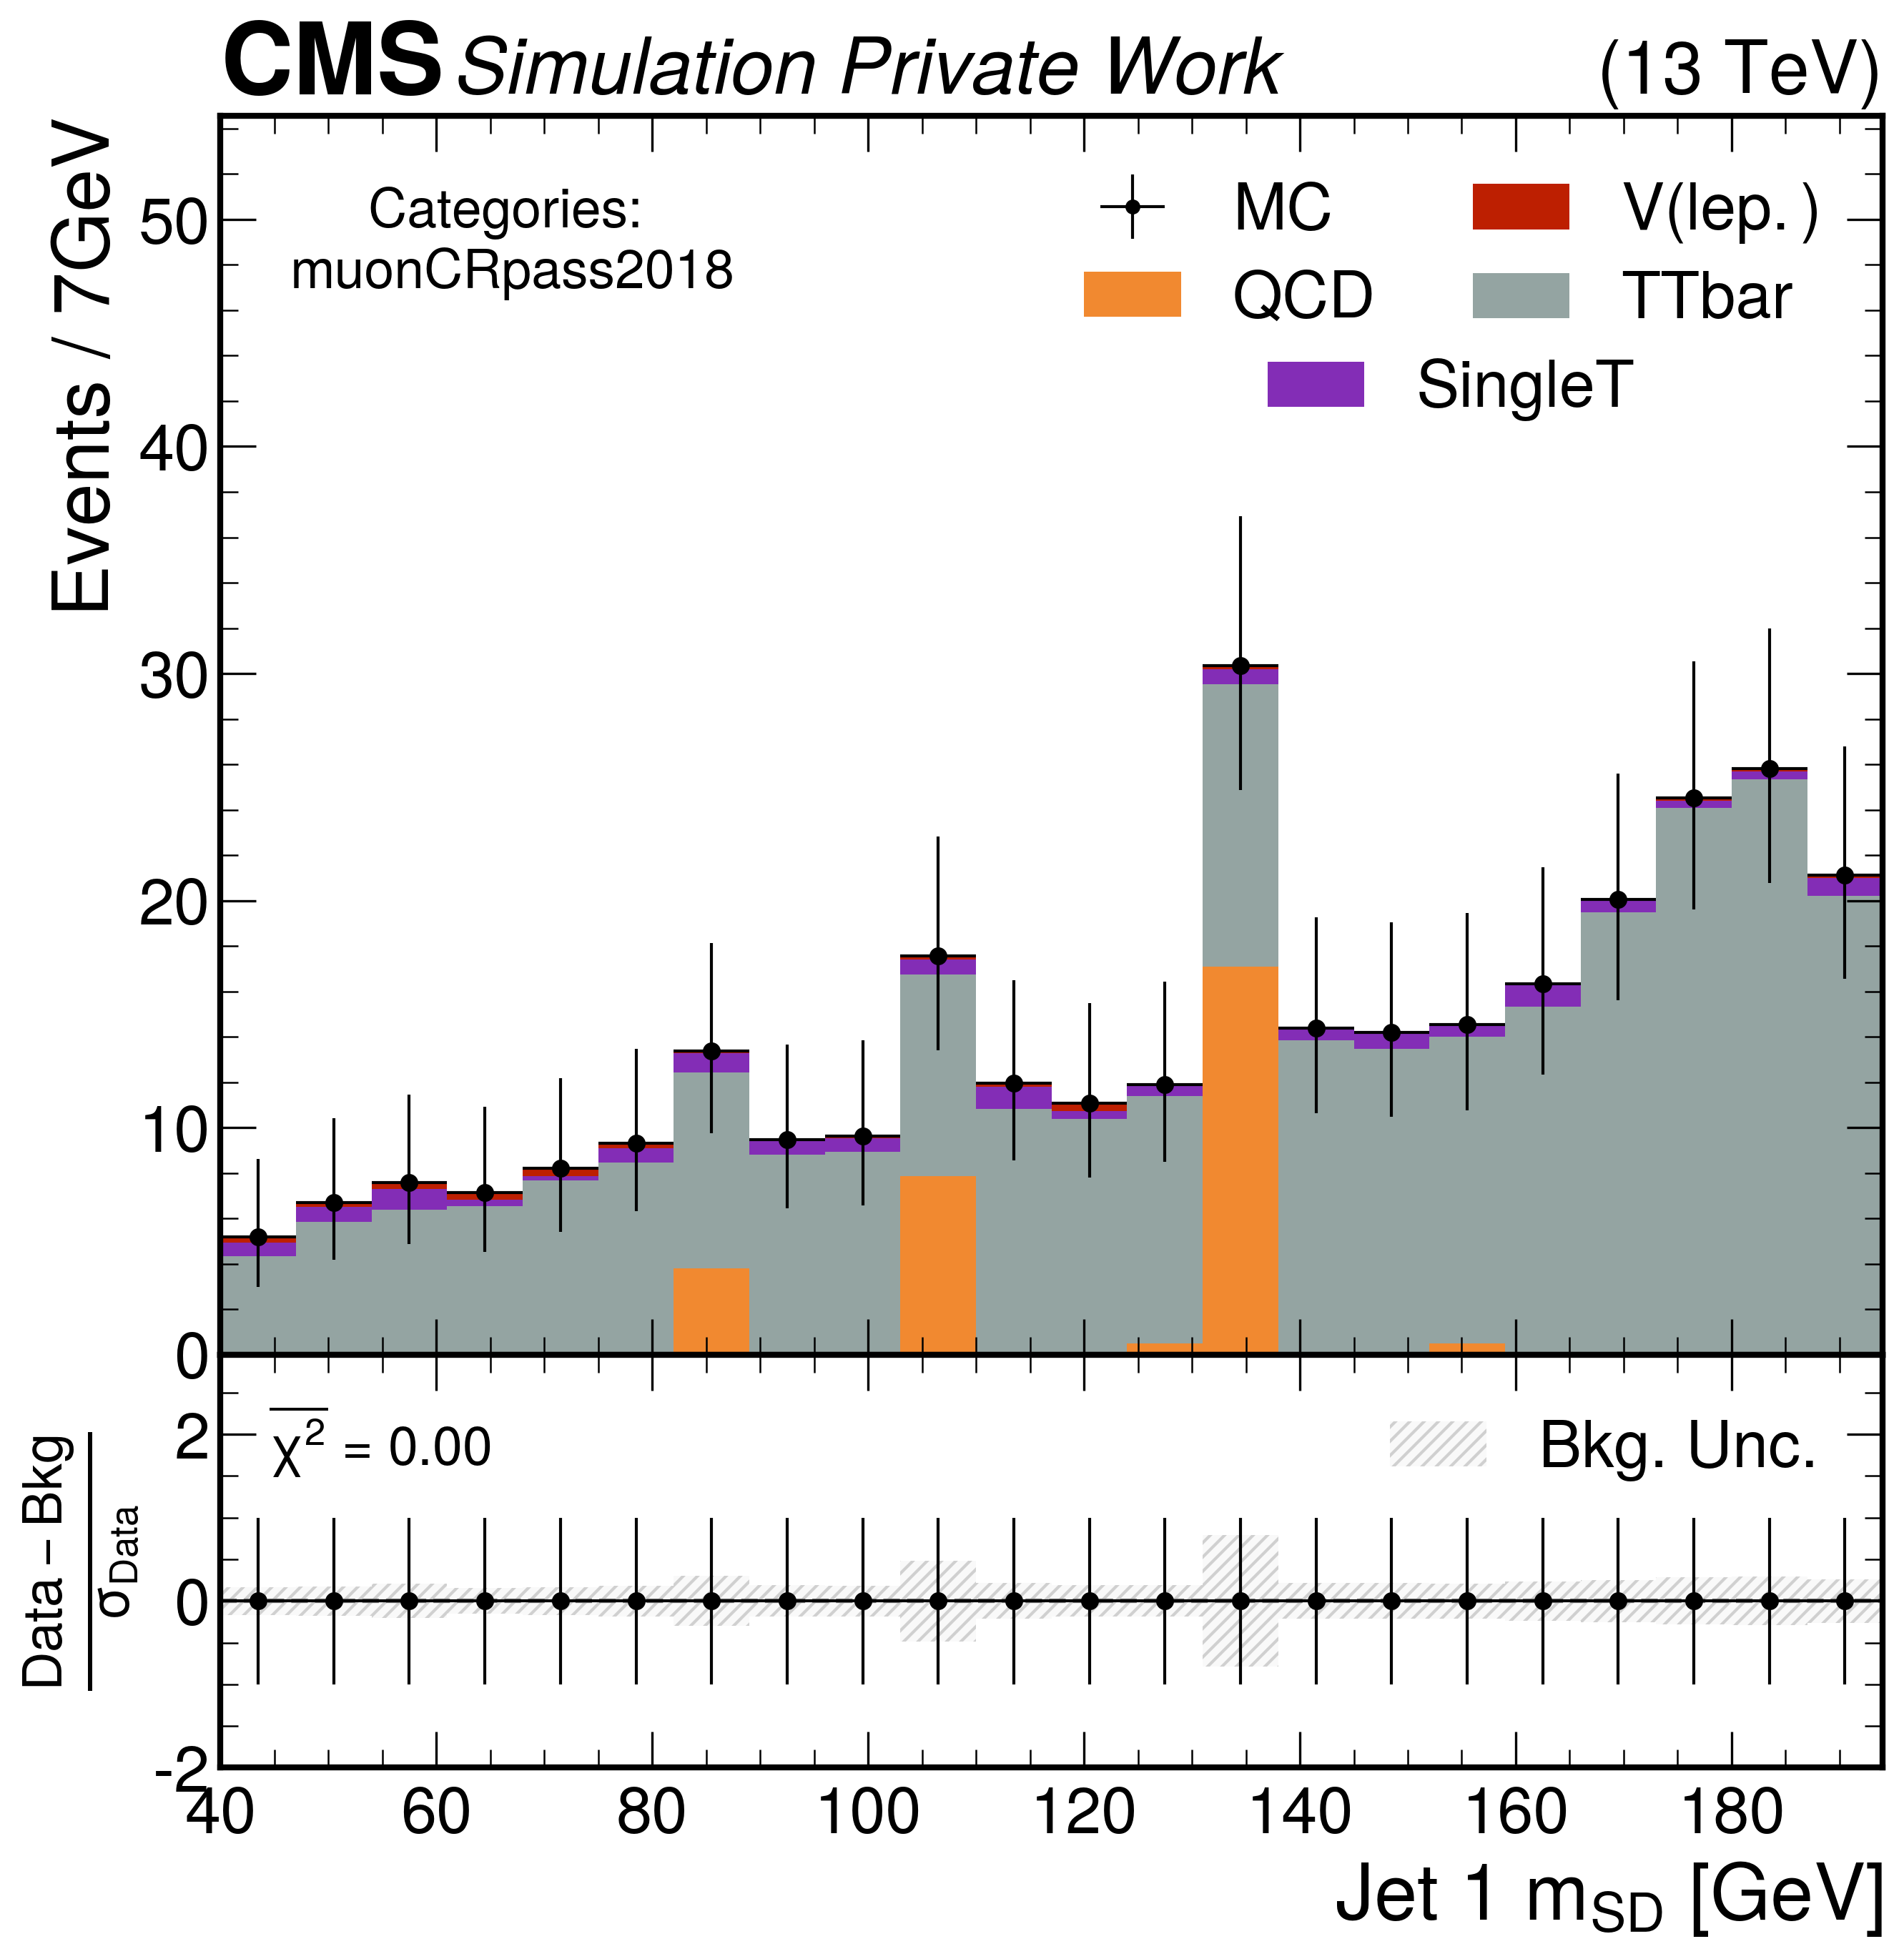 CMS Simulation Private Work (13 TeV)
Events / 7GeV
Categories:
muonCRpass2018
MC
V(lep.)
QCD
TTbar
SingleT
50
40
30
20
10
0
χ² = 0.00
Bkg. Unc.
Data – Bkg
σ_Data
2
0
-2
40 60 80 100 120 140 160 180
Jet 1 m_SD [GeV]